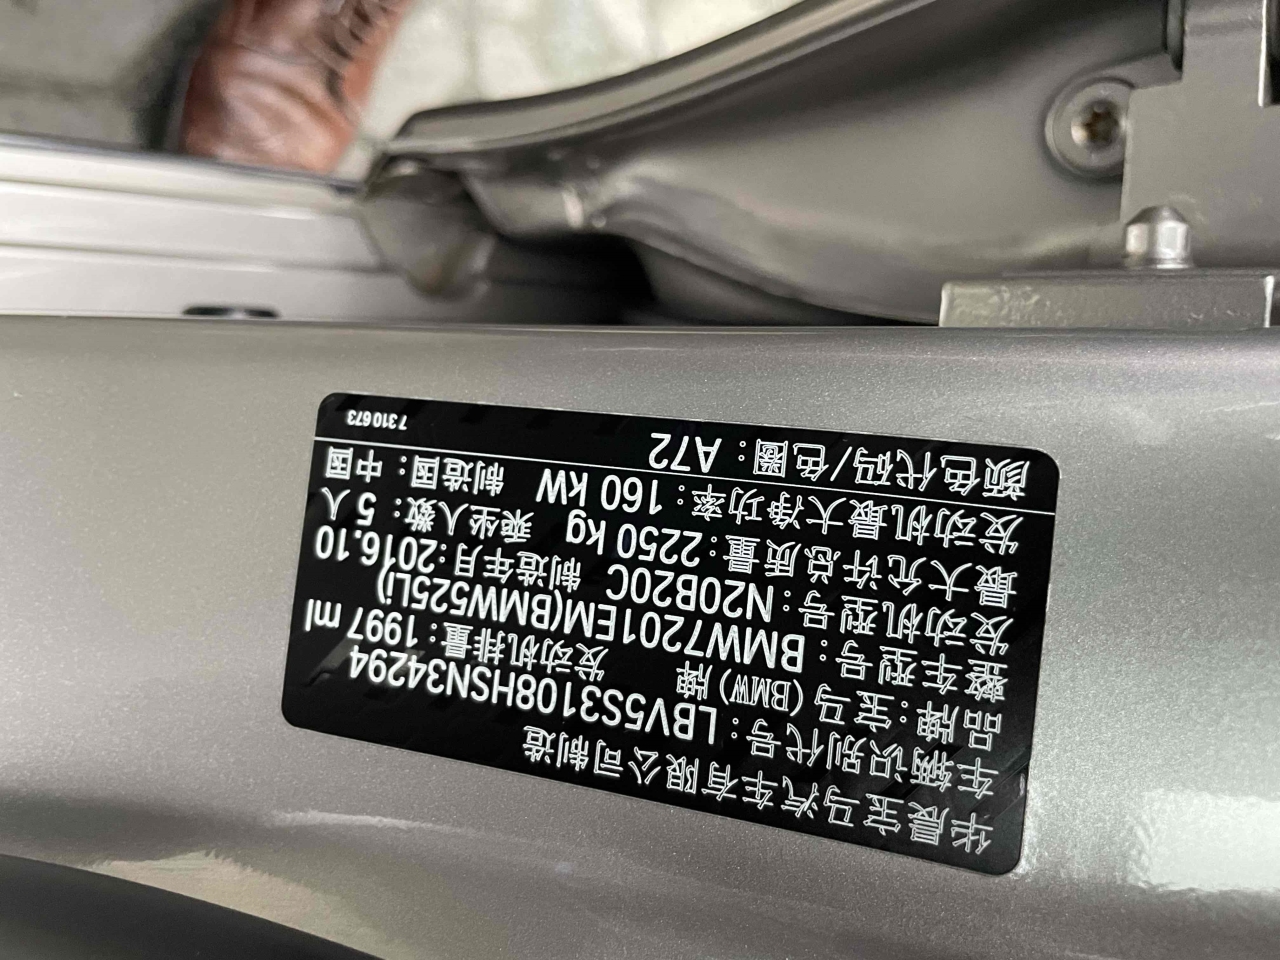 华晨宝马汽车有限公司制造
车辆识别代号：LBV5S3108HSN34294
品牌：宝马（BMW）牌 发动机排量：1997 ml
整车型号：BMW7201EM(BMW525Li)
发动机型号：N20B20C 制造年月：2016.10
最大允许总质量：2250 kg 乘坐人数：5 人
发动机最大净功率：160 kW 制造国：中国
颜色代码/色圈：A72
7 310 673